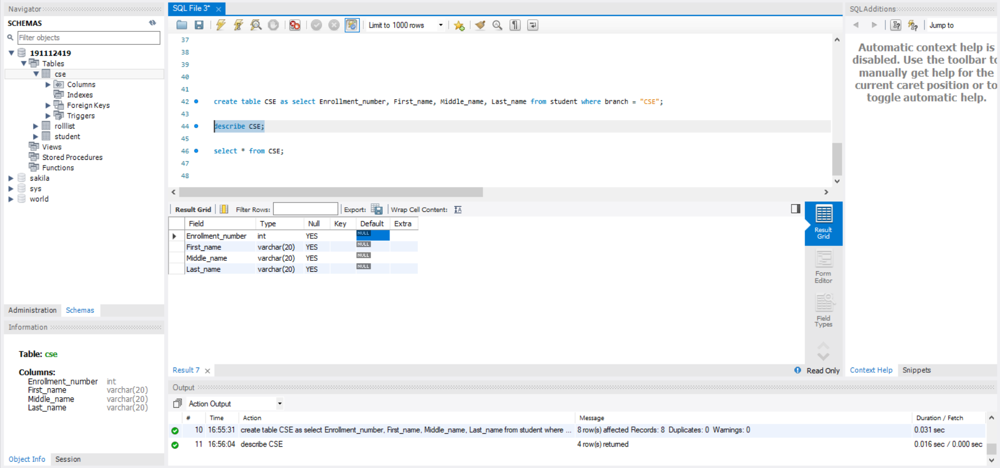 Navigator
SCHEMAS
Filter objects
191112419
Tables
cse
Columns
Indexes
Foreign Keys
Triggers
rolllist
student
Views
Stored Procedures
Functions
sakila
sys
world
Administration Schemas
Information
Table: cse
Columns:
Enrollment_number int
First_name varchar(20)
Middle_name varchar(20)
Last_name varchar(20)
Object Info Session
SQL File 3*
Limit to 1000 rows
37
38
39
40
41
42 create table CSE as select Enrollment_number, First_name, Middle_name, Last_name from student where branch = "CSE";
43
44 describe CSE;
45
46 select * from CSE;
47
48
Result Grid Filter Rows: Export: Wrap Cell Content:
Field Type Null Key Default Extra
Enrollment_number int YES NULL
First_name varchar(20) YES NULL
Middle_name varchar(20) YES NULL
Last_name varchar(20) YES NULL
Result
Grid
Form
Editor
Field
Types
Result 7 Read Only
Output
Action Output
# Time Action Message Duration / Fetch
10 16:55:31 create table CSE as select Enrollment_number, First_name, Middle_name, Last_name from student where ... 8 row(s) affected Records: 8 Duplicates: 0 Warnings: 0 0.031 sec
11 16:56:04 describe CSE 4 row(s) returned 0.016 sec / 0.000 sec
SQLAdditions
Jump to
Automatic context help is
disabled. Use the toolbar to
manually get help for the
current caret position or to
toggle automatic help.
Context Help Snippets